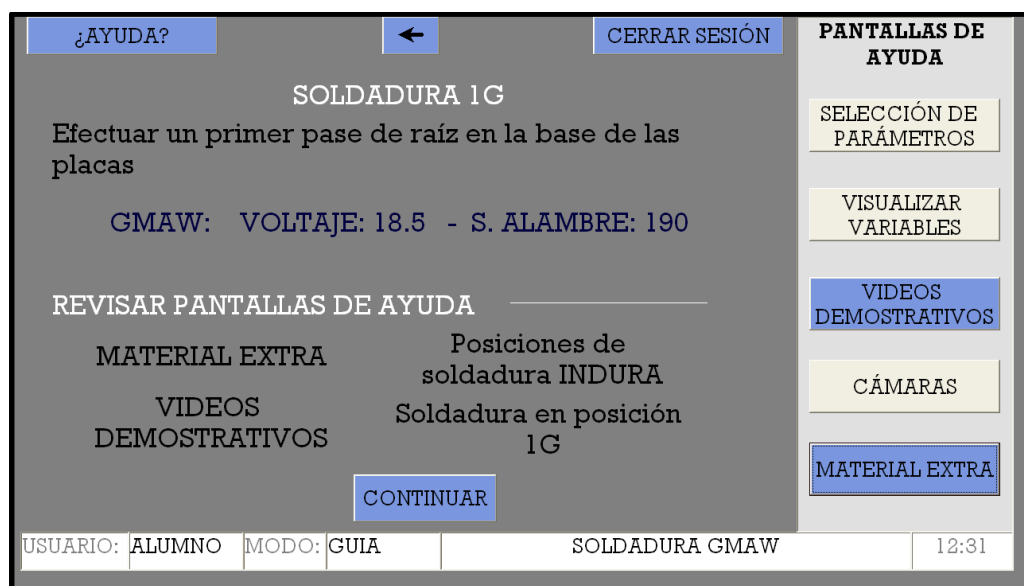 ¿AYUDA?
CERRAR SESIÓN
SOLDADURA 1G
Efectuar un primer pase de raíz en la base de las
placas
GMAW: VOLTAJE: 18.5 - S. ALAMBRE: 190
REVISAR PANTALLAS DE AYUDA
MATERIAL EXTRA
Posiciones de
soldadura INDURA
VIDEOS
DEMOSTRATIVOS
Soldadura en posición
1G
CONTINUAR
PANTALLAS DE
AYUDA
SELECCIÓN DE
PARÁMETROS
VISUALIZAR
VARIABLES
VIDEOS
DEMOSTRATIVOS
CÁMARAS
MATERIAL EXTRA
USUARIO: ALUMNO MODO: GUIA SOLDADURA GMAW 12:31